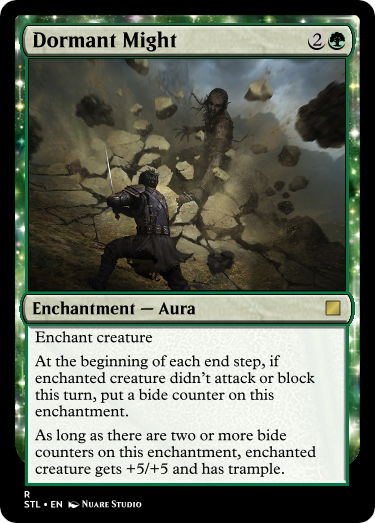 Dormant Might 2
Enchantment — Aura
Enchant creature
At the beginning of each end step, if
enchanted creature didn't attack or block
this turn, put a bide counter on this
enchantment.
As long as there are two or more bide
counters on this enchantment, enchanted
creature gets +5/+5 and has trample.
R
STL • EN Nuare Studio